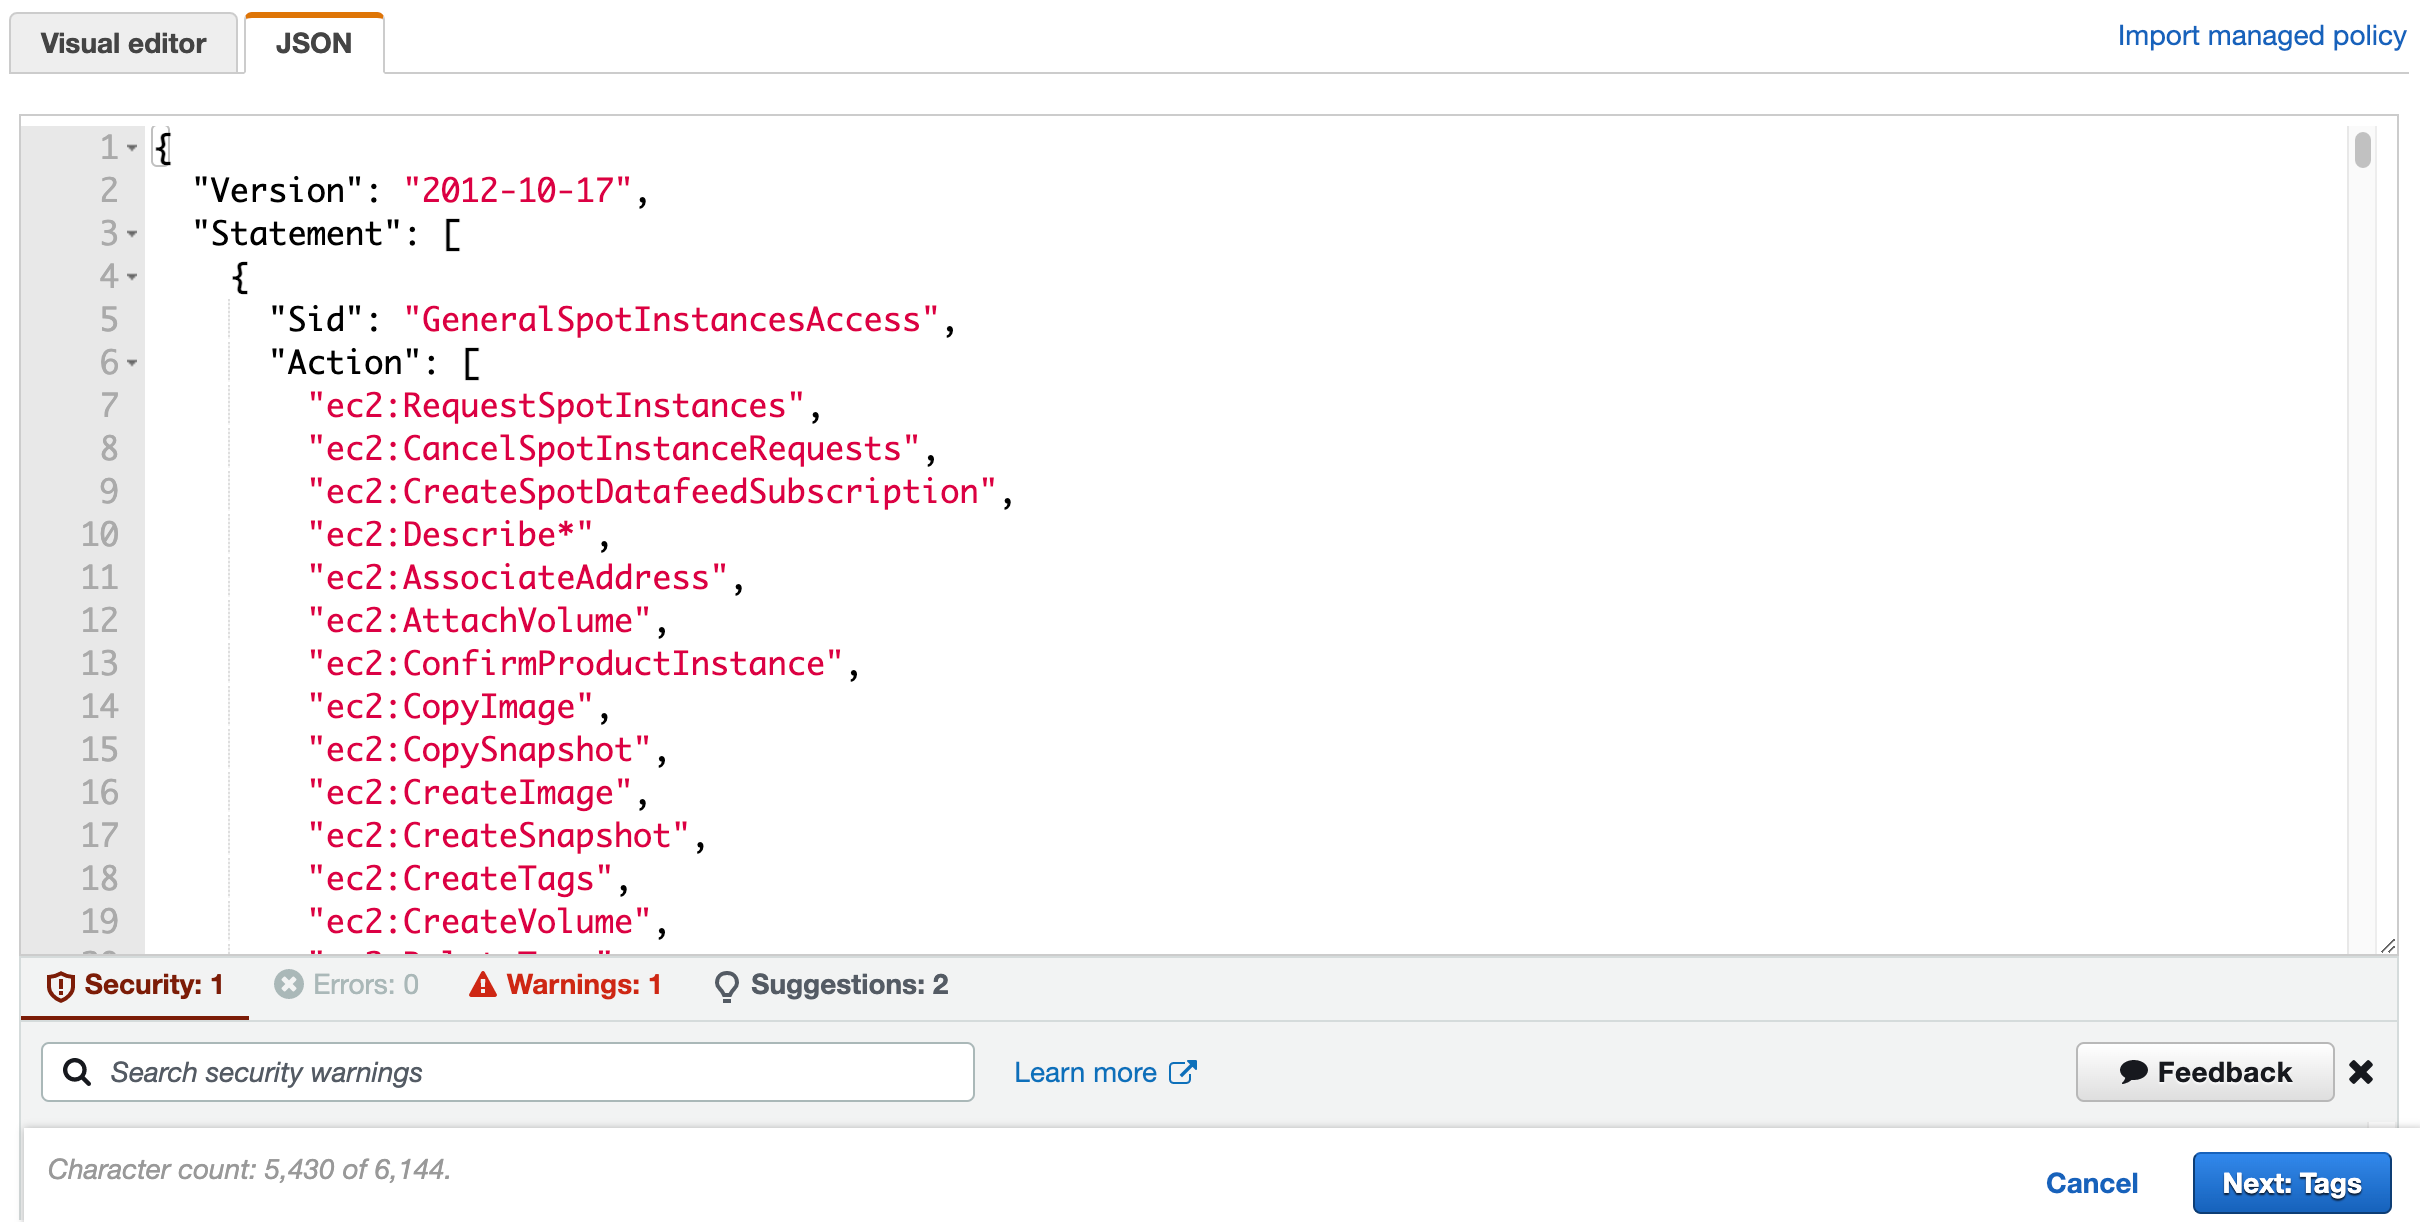 Visual editor
JSON
Import managed policy
1 {
2 "Version": "2012-10-17",
3 "Statement": [
4 {
5 "Sid": "GeneralSpotInstancesAccess",
6 "Action": [
7 "ec2:RequestSpotInstances",
8 "ec2:CancelSpotInstanceRequests",
9 "ec2:CreateSpotDatafeedSubscription",
10 "ec2:Describe*",
11 "ec2:AssociateAddress",
12 "ec2:AttachVolume",
13 "ec2:ConfirmProductInstance",
14 "ec2:CopyImage",
15 "ec2:CopySnapshot",
16 "ec2:CreateImage",
17 "ec2:CreateSnapshot",
18 "ec2:CreateTags",
19 "ec2:CreateVolume",
Security: 1
Errors: 0
Warnings: 1
Suggestions: 2
Search security warnings
Learn more
Feedback
Character count: 5,430 of 6,144.
Cancel
Next: Tags